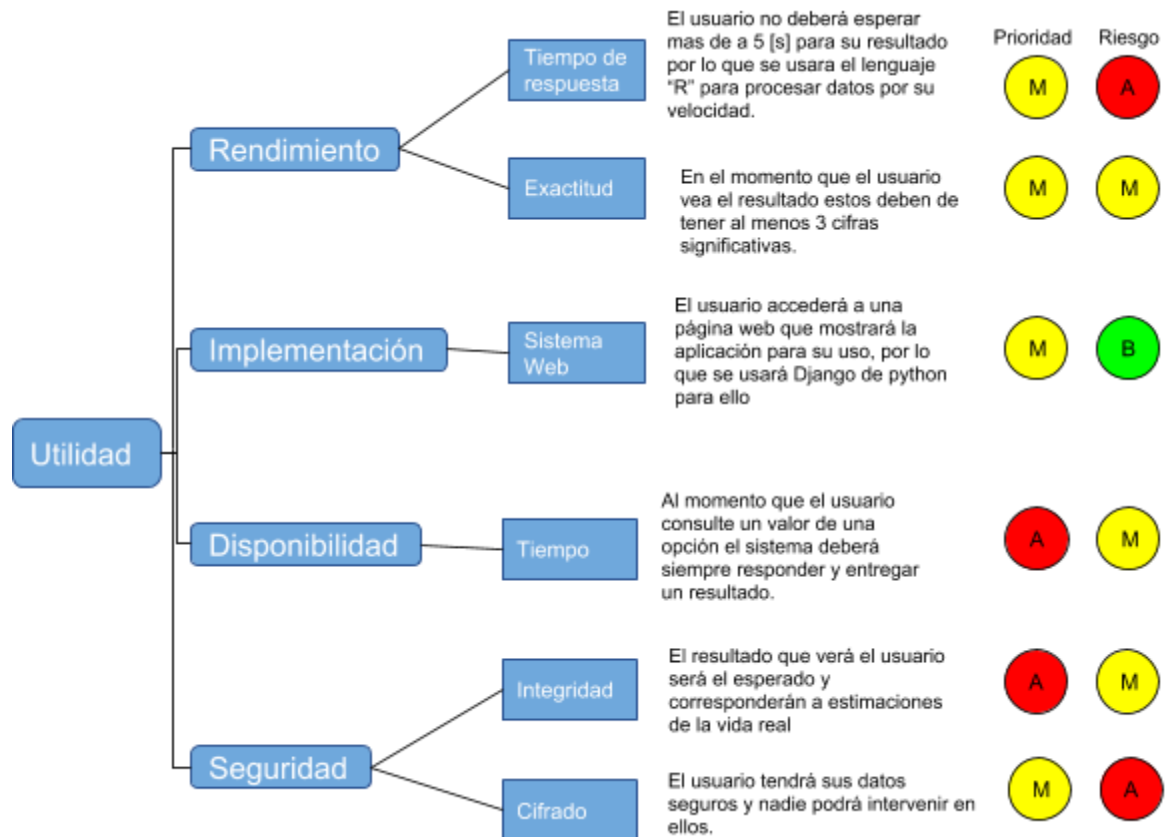 Prioridad
Riesgo
Utilidad
Rendimiento
Tiempo de
respuesta
El usuario no deberá esperar
mas de a 5 [s] para su resultado
por lo que se usara el lenguaje
“R” para procesar datos por su
velocidad.
M
A
Exactitud
En el momento que el usuario
vea el resultado estos deben de
tener al menos 3 cifras
significativas.
M
M
Implementación
Sistema
Web
El usuario accederá a una
página web que mostrará la
aplicación para su uso, por lo
que se usará Django de python
para ello
M
B
Disponibilidad
Tiempo
Al momento que el usuario
consulte un valor de una
opción el sistema deberá
siempre responder y entregar
un resultado.
A
M
Seguridad
Integridad
El resultado que verá el usuario
será el esperado y
corresponderán a estimaciones
de la vida real
A
M
Cifrado
El usuario tendrá sus datos
seguros y nadie podrá intervenir en
ellos.
M
A